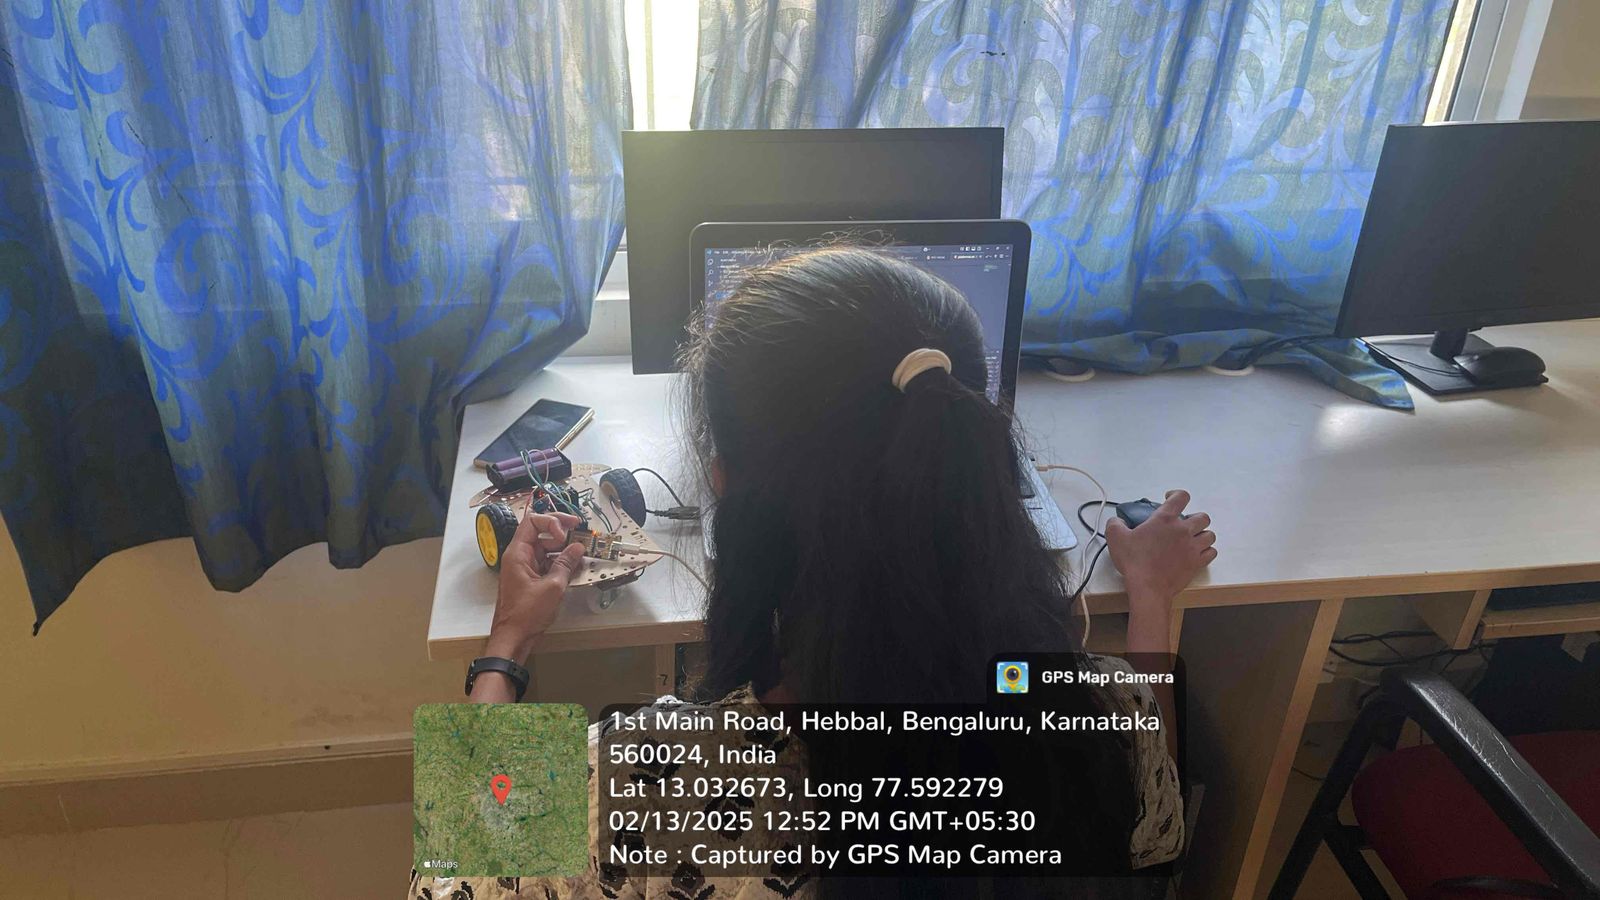 GPS Map Camera
1st Main Road, Hebbal, Bengaluru, Karnataka
560024, India
Lat 13.032673, Long 77.592279
02/13/2025 12:52 PM GMT+05:30
Note : Captured by GPS Map Camera
Maps
7